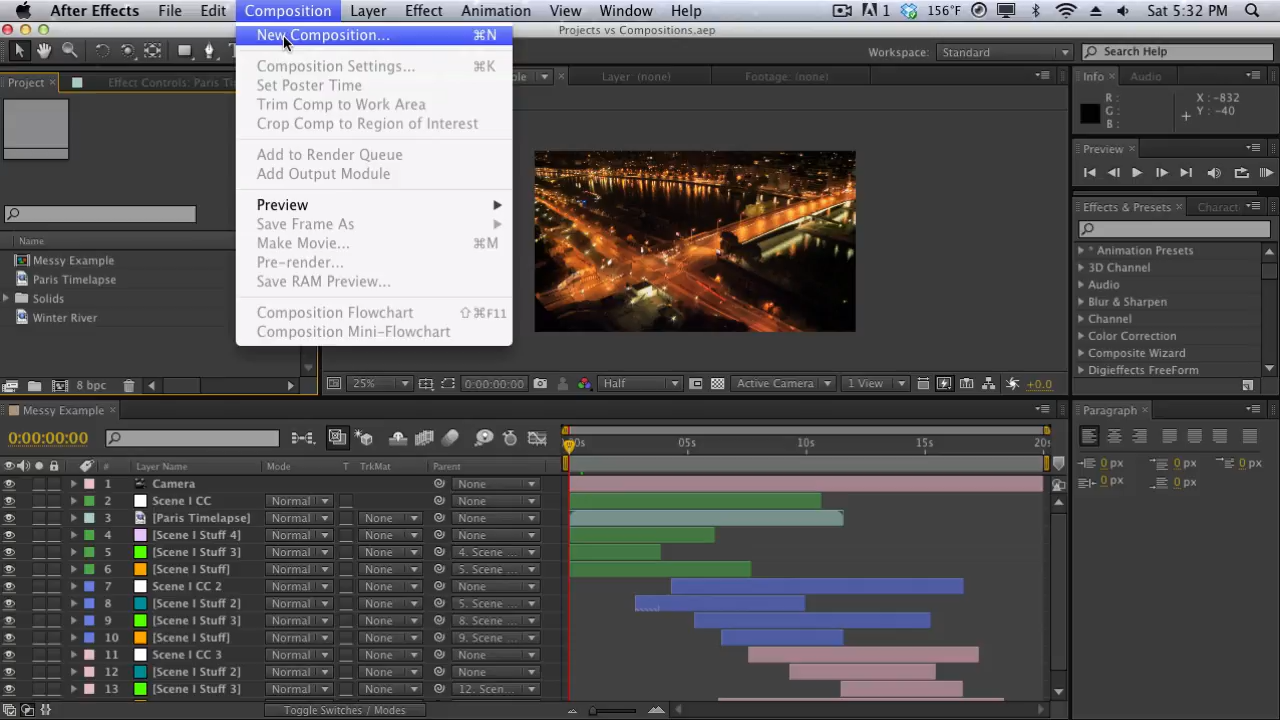 After Effects File Edit Composition Layer Effect Animation View Window Help 1 156°F Sat 5:32 PM
Projects vs Compositions.aep
Workspace: Standard Search Help
New Composition... ⌘N
Composition Settings... ⌘K
Set Poster Time
Trim Comp to Work Area
Crop Comp to Region of Interest
Add to Render Queue
Add Output Module
Preview
Save Frame As
Make Movie... ⌘M
Pre-render...
Save RAM Preview...
Composition Flowchart ⇧⌘F11
Composition Mini-Flowchart
Project Effect Controls: Paris T
Name
Messy Example
Paris Timelapse
Solids
Winter River
8 bpc
Layer: (none) Footage: (none)
25% 0:00:00:00 Half Active Camera 1 View +0.0
Info Audio
R: X: -832
G: Y: -40
B:
Preview
Effects & Presets Charact
* Animation Presets
3D Channel
Audio
Blur & Sharpen
Channel
Color Correction
Composite Wizard
Digieffects FreeForm
Paragraph
0 px 0 px 0 px
0 px 0 px
Messy Example
0:00:00:00
05s 10s 15s 20s
# Layer Name Mode T TrkMat Parent
1 Camera None
2 Scene I CC Normal None
3 [Paris Timelapse] Normal None None
4 [Scene I Stuff 4] Normal None None
5 [Scene I Stuff 3] Normal None 4. Scene ...
6 [Scene I Stuff] Normal None 5. Scene ...
7 Scene I CC 2 Normal None None
8 [Scene I Stuff 2] Normal None 5. Scene ...
9 [Scene I Stuff 3] Normal None 8. Scene ...
10 [Scene I Stuff] Normal None 9. Scene ...
11 Scene I CC 3 Normal None None
12 [Scene I Stuff 2] Normal None None
13 [Scene I Stuff 3] Normal None 12. Scen...
Toggle Switches / Modes